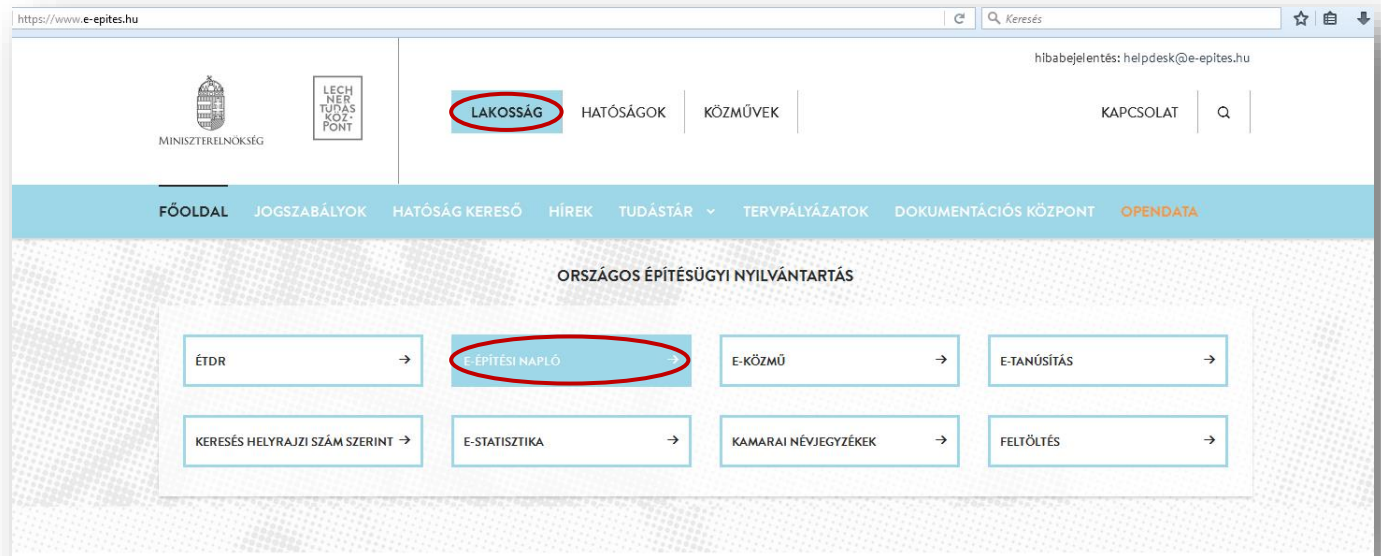 https://www.e-epites.hu
Keresés
hibabejelentés: helpdesk@e-epites.hu
MINISZTERELNÖKSÉG
LECH
NER
TUDÁS
KÖZ·
PONT
LAKOSSÁG HATÓSÁGOK KÖZMŰVEK
KAPCSOLAT
FŐOLDAL JOGSZABÁLYOK HATÓSÁG KERESŐ HÍREK TUDÁSTÁR TERVPÁLYÁZATOK DOKUMENTÁCIÓS KÖZPONT OPENDATA
ORSZÁGOS ÉPÍTÉSÜGYI NYILVÁNTARTÁS
ÉTDR → E-ÉPÍTÉSI NAPLÓ → E-KÖZMŰ → E-TANÚSÍTÁS →
KERESÉS HELYRAJZI SZÁM SZERINT → E-STATISZTIKA → KAMARAI NÉVJEGYZÉKEK → FELTÖLTÉS →